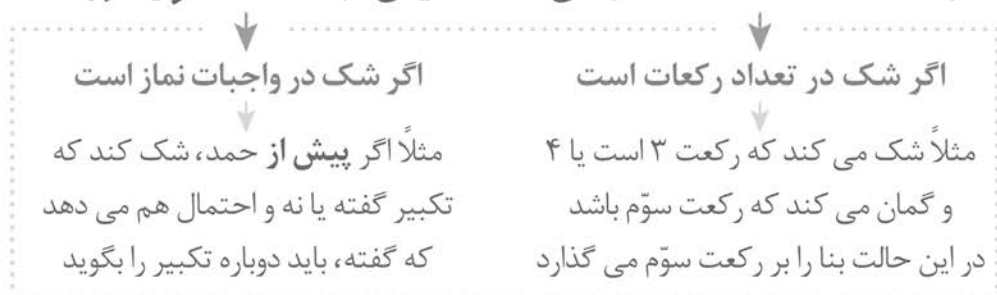 اگر شک در تعداد رکعات است
مثلاً شک می کند که رکعت ۳ است یا ۴
و گمان می کند که رکعت سوّم باشد
در این حالت بنا را بر رکعت سوّم می گذارد
اگر شک در واجبات نماز است
مثلاً اگر پیش از حمد، شک کند که
تکبیر گفته یا نه و احتمال هم می دهد
که گفته، باید دوباره تکبیر را بگوید